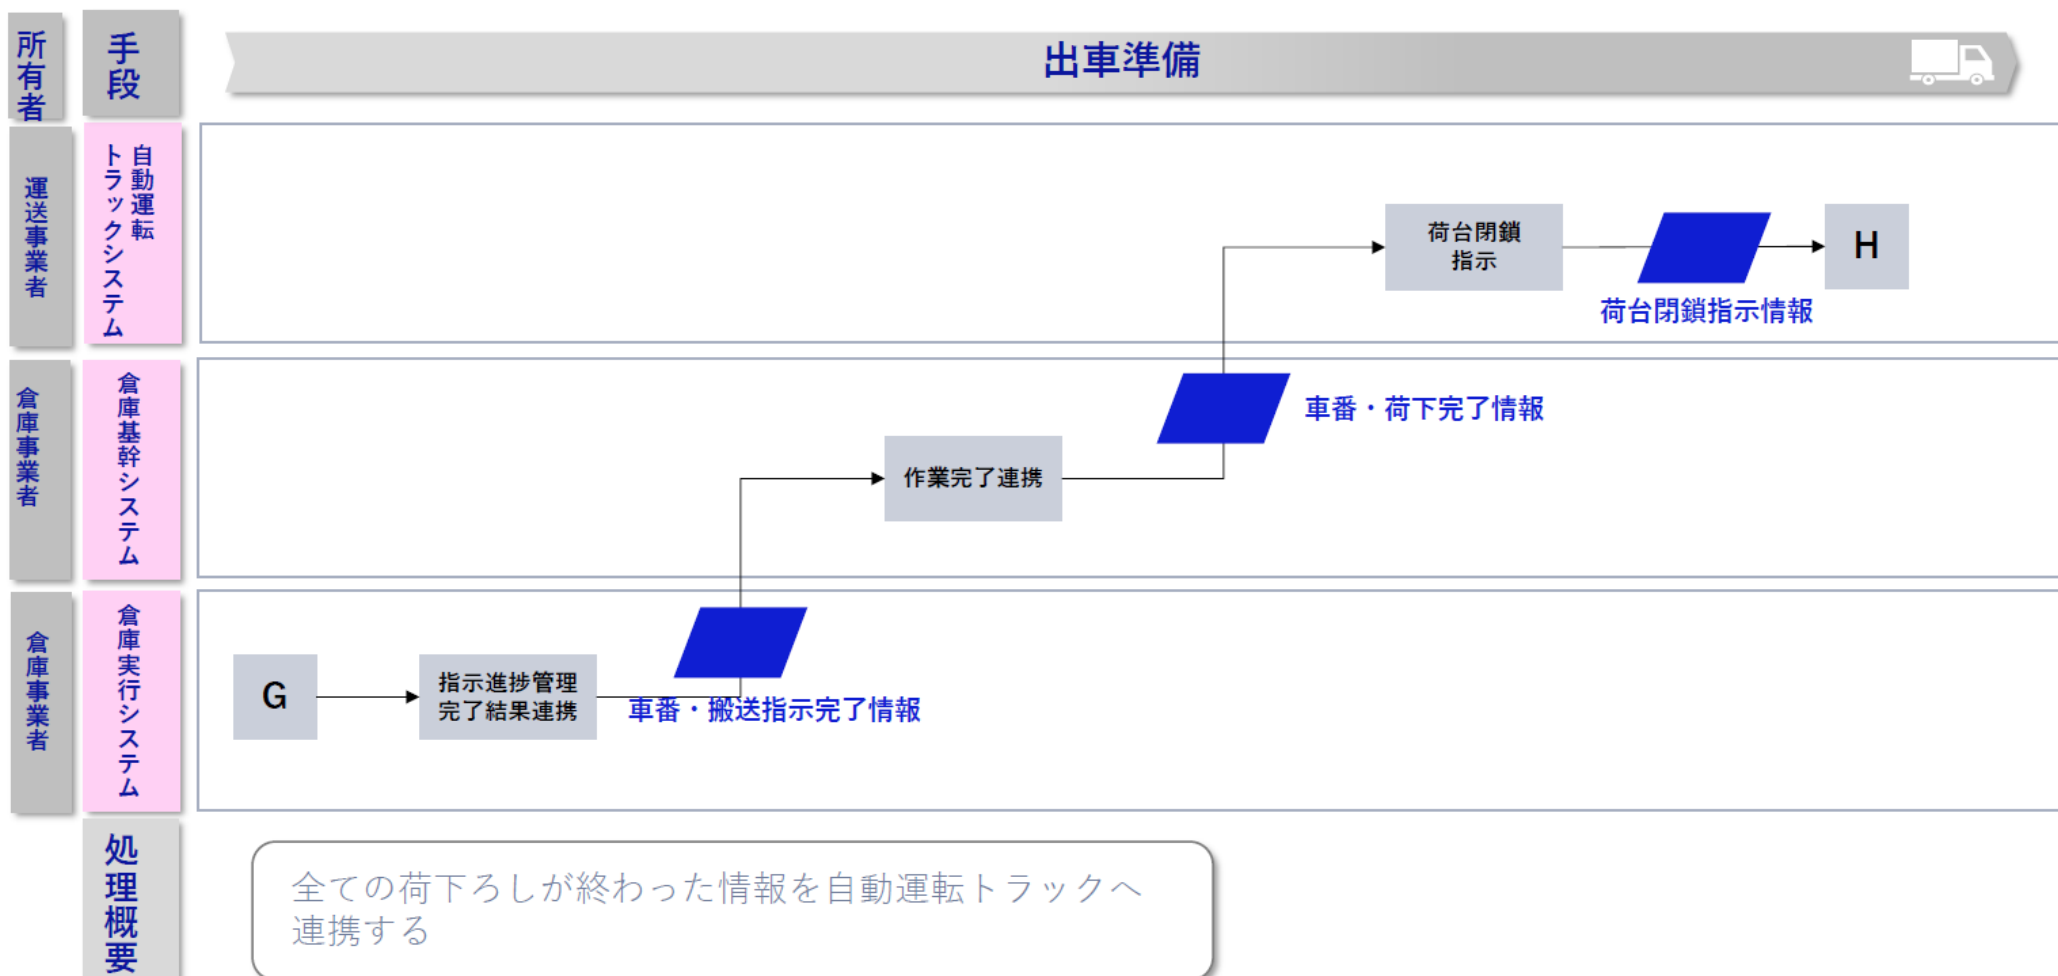 所有者
手段
出車準備
運送事業者
自動運転
トラックシステム
荷台閉鎖
指示
H
荷台閉鎖指示情報
倉庫事業者
倉庫基幹システム
車番・荷下完了情報
作業完了連携
倉庫事業者
倉庫実行システム
G
指示進捗管理
完了結果連携
車番・搬送指示完了情報
処理概要
全ての荷下ろしが終わった情報を自動運転トラックへ
連携する